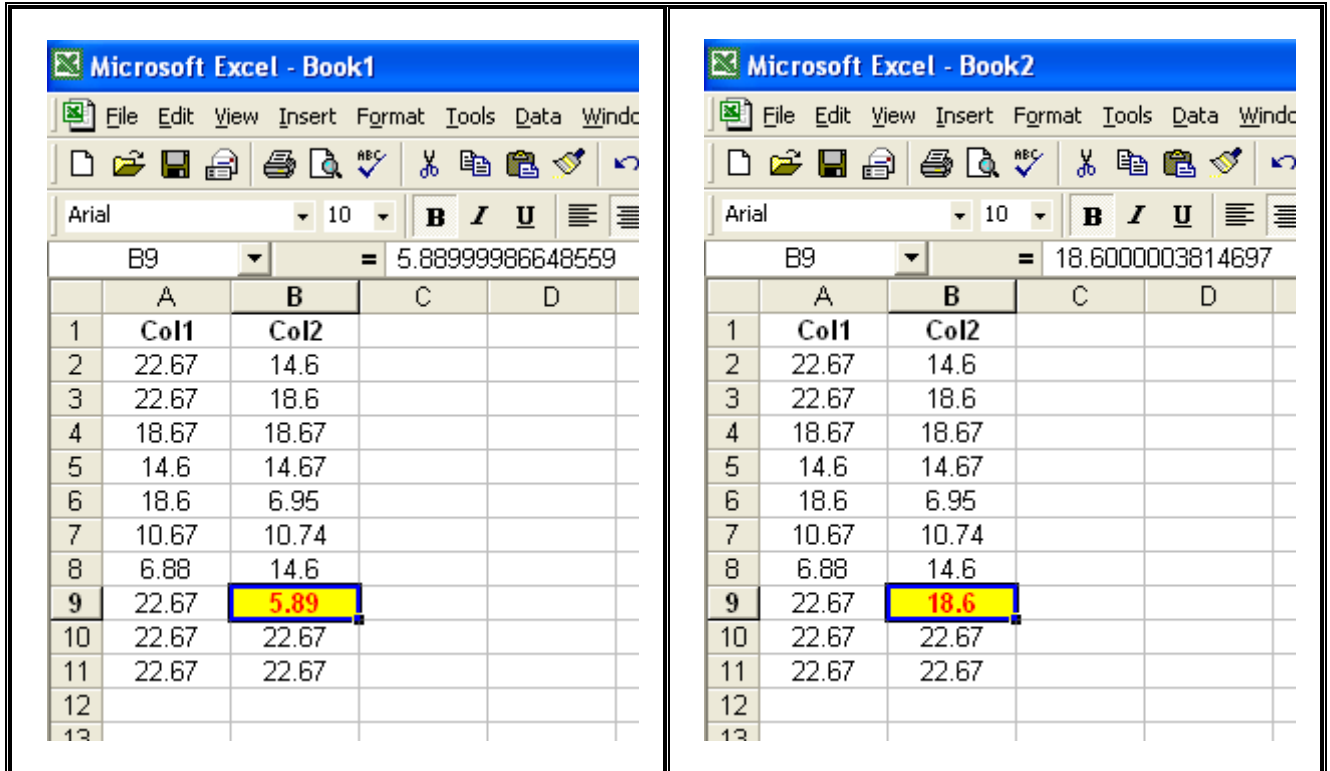 Microsoft Excel - Book1
File Edit View Insert Format Tools Data Windo
ABC
Arial 10 B I U
B9 = 5.88999986648559
A B C D
1 Col1 Col2
2 22.67 14.6
3 22.67 18.6
4 18.67 18.67
5 14.6 14.67
6 18.6 6.95
7 10.67 10.74
8 6.88 14.6
9 22.67 5.89
10 22.67 22.67
11 22.67 22.67
12
13
Microsoft Excel - Book2
File Edit View Insert Format Tools Data Windo
ABC
Arial 10 B I U
B9 = 18.6000003814697
A B C D
1 Col1 Col2
2 22.67 14.6
3 22.67 18.6
4 18.67 18.67
5 14.6 14.67
6 18.6 6.95
7 10.67 10.74
8 6.88 14.6
9 22.67 18.6
10 22.67 22.67
11 22.67 22.67
12
13